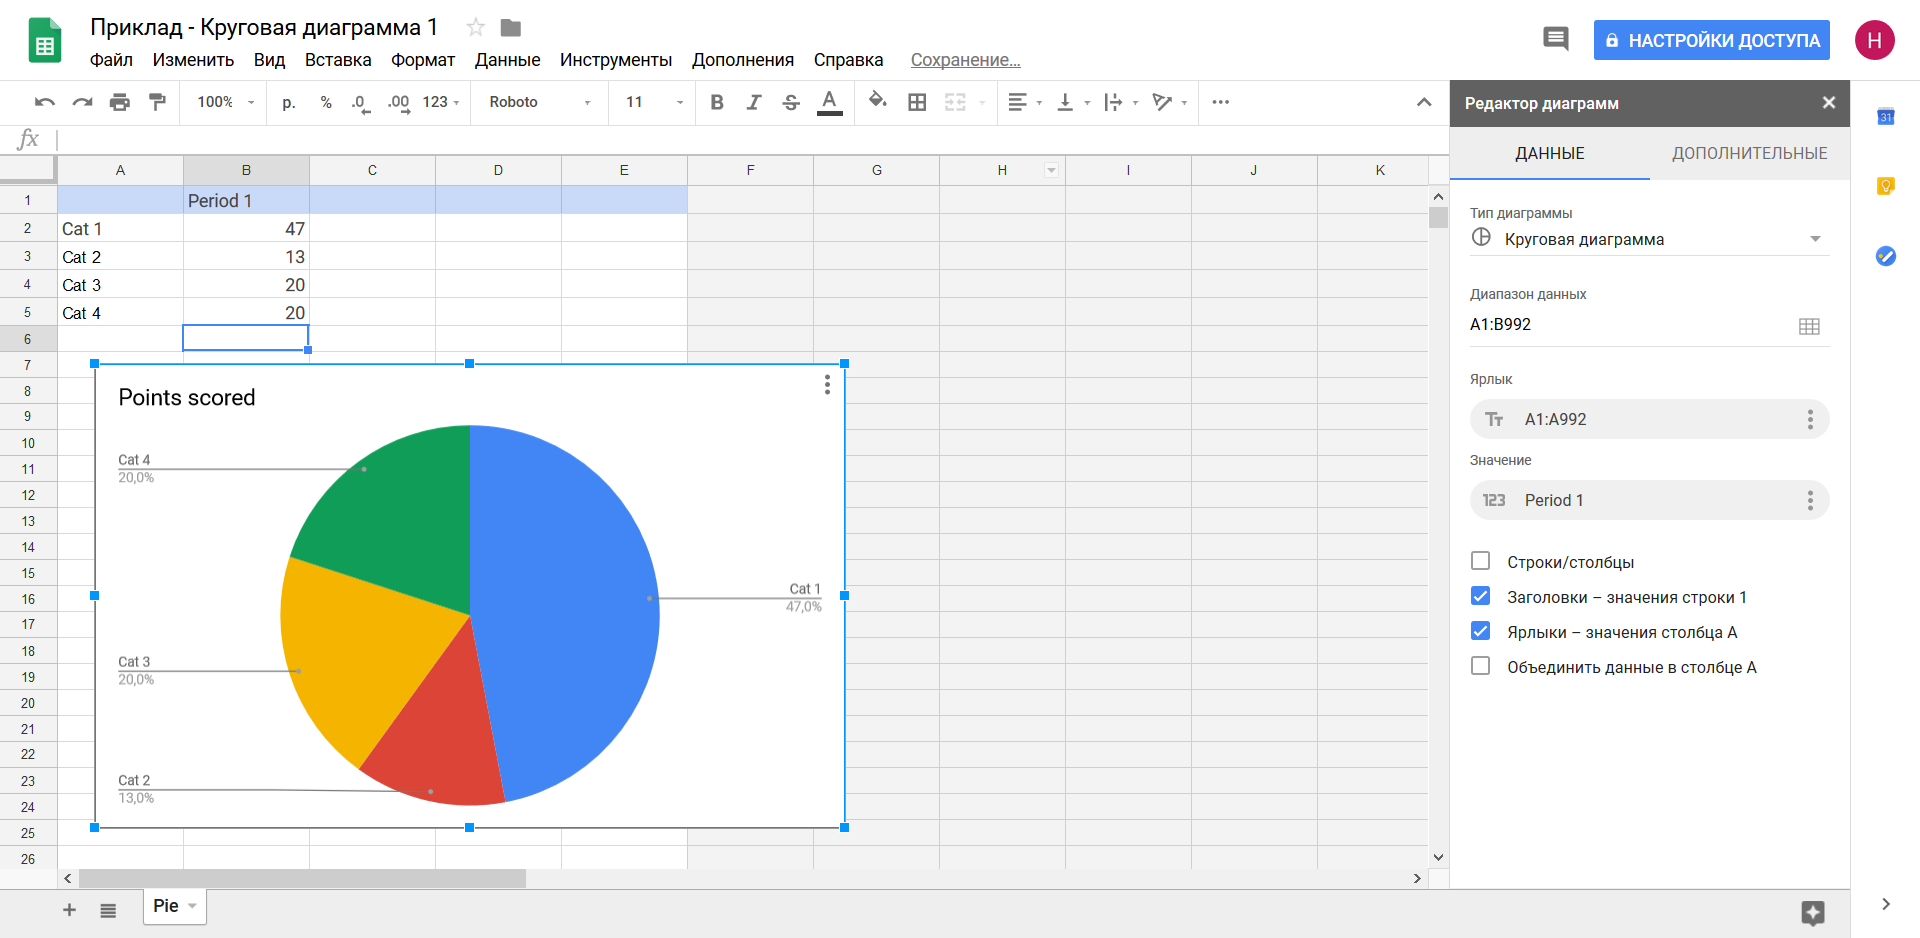 Приклад - Круговая диаграмма 1
НАСТРОЙКИ ДОСТУПА
H
Файл Изменить Вид Вставка Формат Данные Инструменты Дополнения Справка Сохранение...
100% р. % .0 .00 123 Roboto 11 B I S A
fx
A B C D E F G H I J K
1 Period 1
2 Cat 1 47
3 Cat 2 13
4 Cat 3 20
5 Cat 4 20
6
7
8
9
10
11
12
13
14
15
16
17
18
19
20
21
22
23
24
25
26
Points scored
Cat 4
20,0%
Cat 1
47,0%
Cat 3
20,0%
Cat 2
13,0%
Pie
Редактор диаграмм
ДАННЫЕ ДОПОЛНИТЕЛЬНЫЕ
Тип диаграммы
Круговая диаграмма
Диапазон данных
A1:B992
Ярлык
Tт A1:A992
Значение
123 Period 1
Строки/столбцы
Заголовки – значения строки 1
Ярлыки – значения столбца A
Объединить данные в столбце A
31